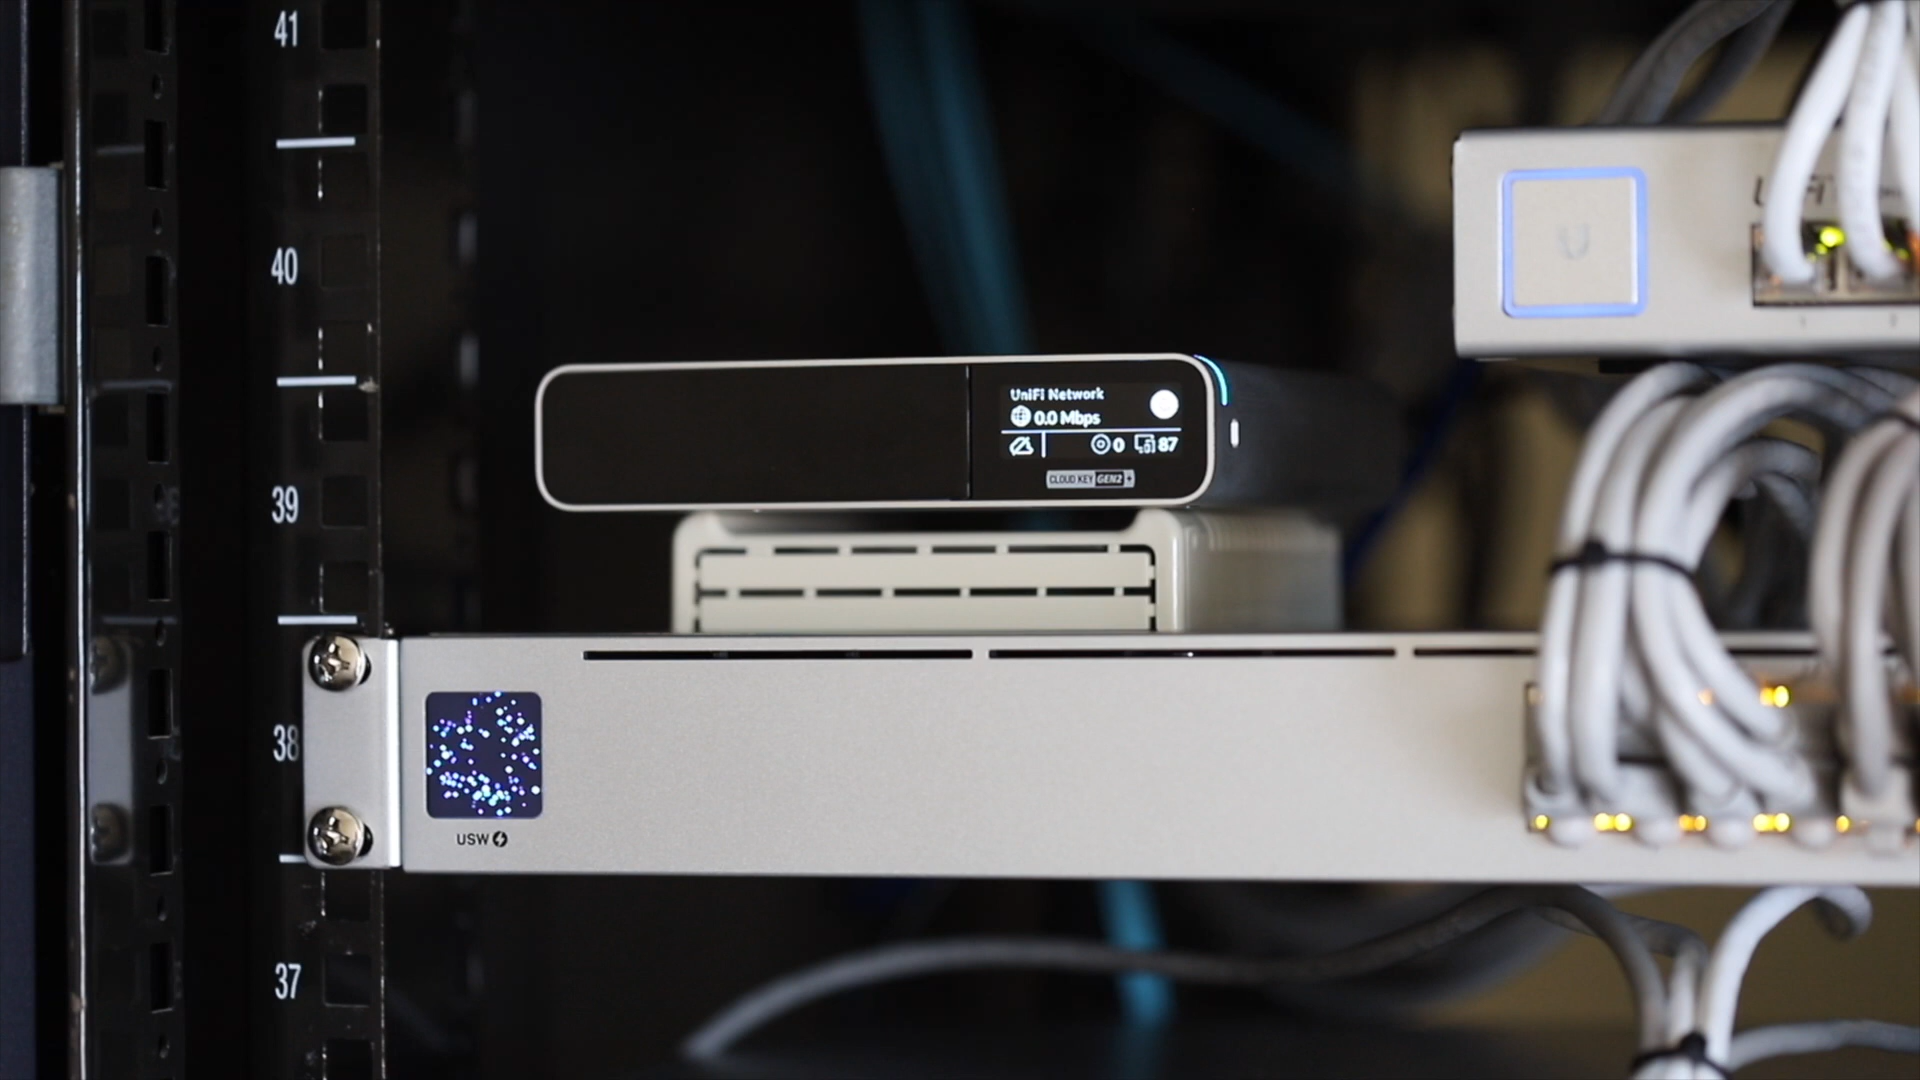 41
40
39
38
37
UniFi Network
0.0 Mbps
0 87
CLOUD KEY GEN2 +
USW